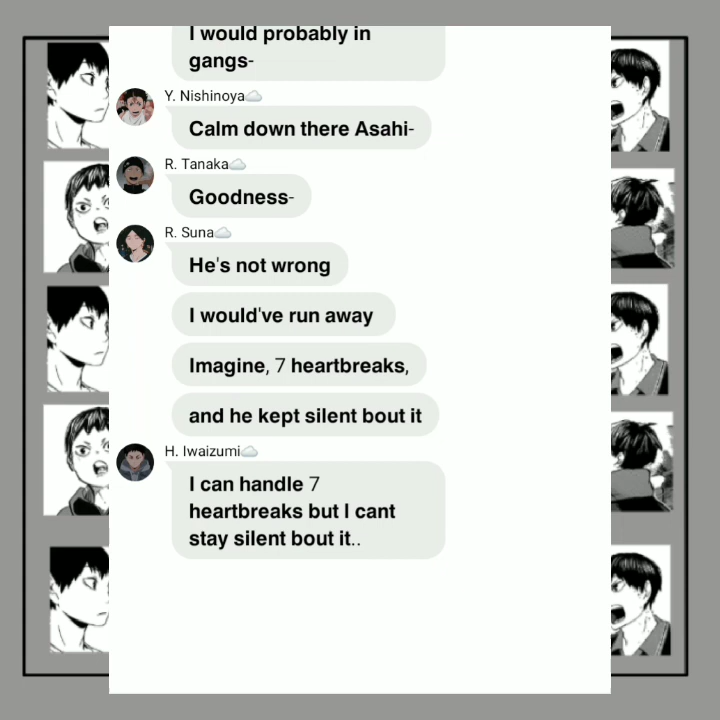 I would probably in
gangs-
Y. Nishinoya☁️
Calm down there Asahi-
R. Tanaka☁️
Goodness-
R. Suna☁️
He's not wrong
I would've run away
Imagine, 7 heartbreaks,
and he kept silent bout it
H. Iwaizumi☁️
I can handle 7
heartbreaks but I cant
stay silent bout it..